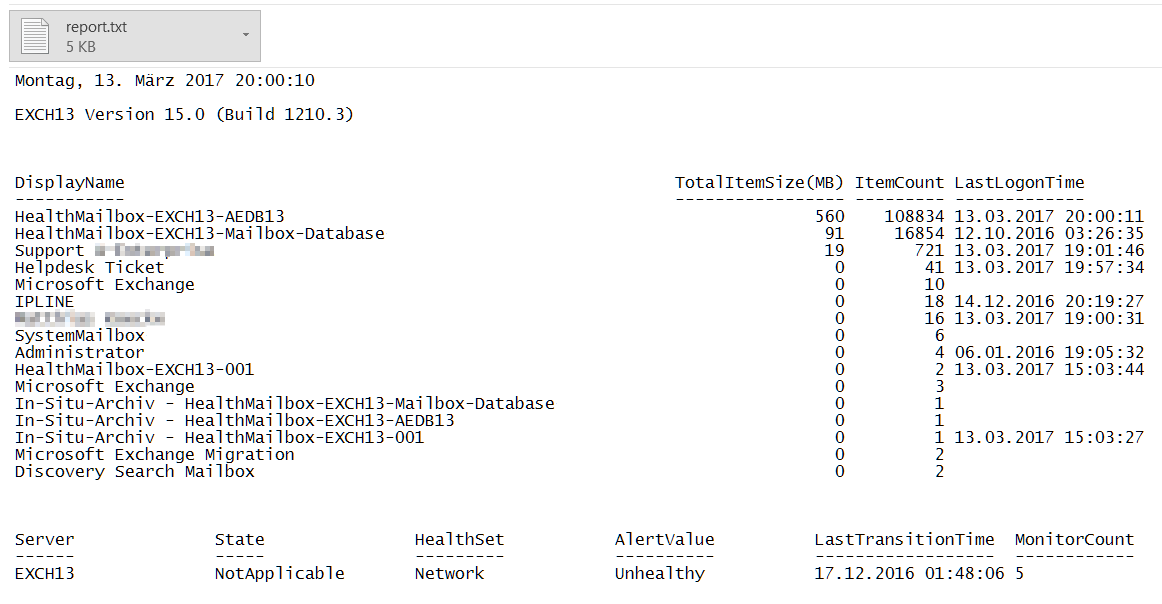 report.txt
5 KB
Montag, 13. März 2017 20:00:10
EXCH13 Version 15.0 (Build 1210.3)
DisplayName TotalItemSize(MB) ItemCount LastLogonTime
----------- ----------------- --------- -------------
HealthMailbox-EXCH13-AEDB13 560 108834 13.03.2017 20:00:11
HealthMailbox-EXCH13-Mailbox-Database 91 16854 12.10.2016 03:26:35
Support 19 721 13.03.2017 19:01:46
Helpdesk Ticket 0 41 13.03.2017 19:57:34
Microsoft Exchange 0 10
IPLINE 0 18 14.12.2016 20:19:27
0 16 13.03.2017 19:00:31
SystemMailbox 0 6
Administrator 0 4 06.01.2016 19:05:32
HealthMailbox-EXCH13-001 0 2 13.03.2017 15:03:44
Microsoft Exchange 0 3
In-Situ-Archiv - HealthMailbox-EXCH13-Mailbox-Database 0 1
In-Situ-Archiv - HealthMailbox-EXCH13-AEDB13 0 1
In-Situ-Archiv - HealthMailbox-EXCH13-001 0 1 13.03.2017 15:03:27
Microsoft Exchange Migration 0 2
Discovery Search Mailbox 0 2
Server State HealthSet AlertValue LastTransitionTime MonitorCount
------ ----- --------- ---------- ------------------ ------------
EXCH13 NotApplicable Network Unhealthy 17.12.2016 01:48:06 5